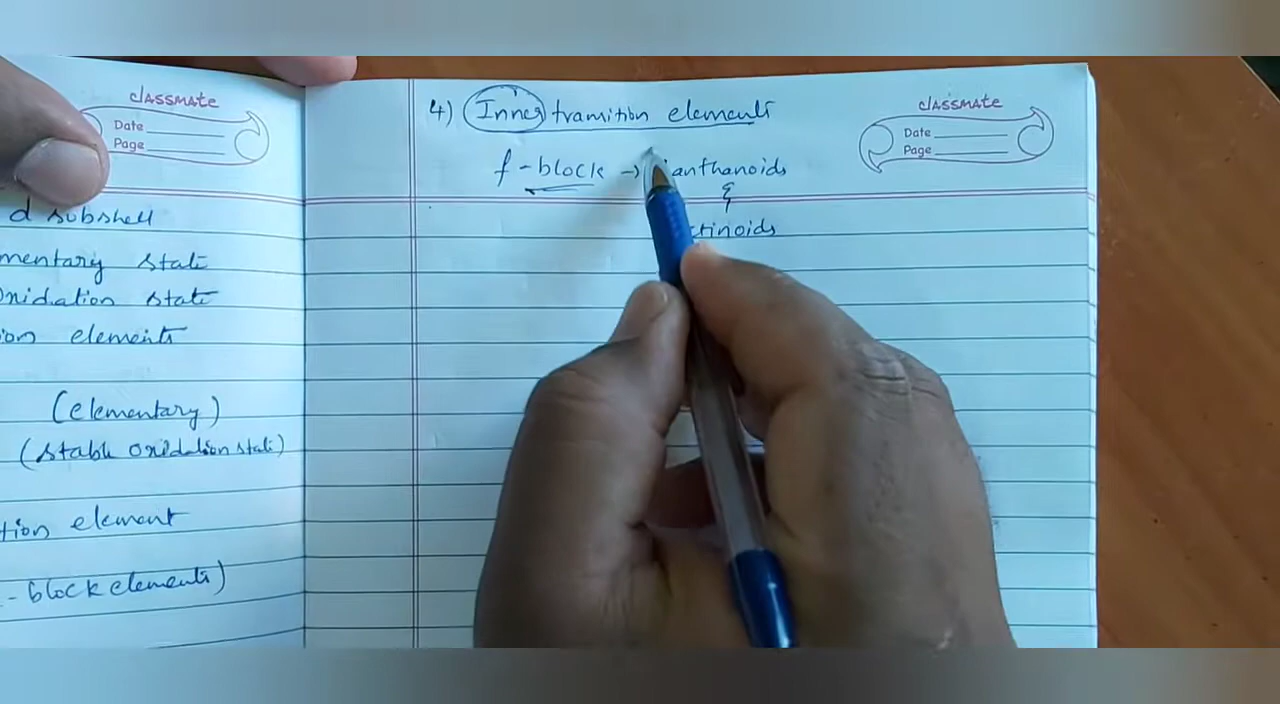 classmate
Date
Page
d subshell
mentary state
Oxidation state
ion elements
(elementary)
(stable oxidation state)
tion element
- block elements)
4) Inner transition elements
f - block → anthanoids
&
ctinoids
classmate
Date
Page